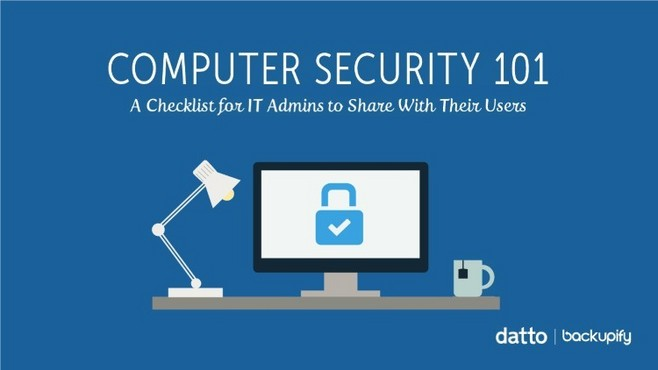 COMPUTER SECURITY 101
A Checklist for IT Admins to Share With Their Users
datto | backupify